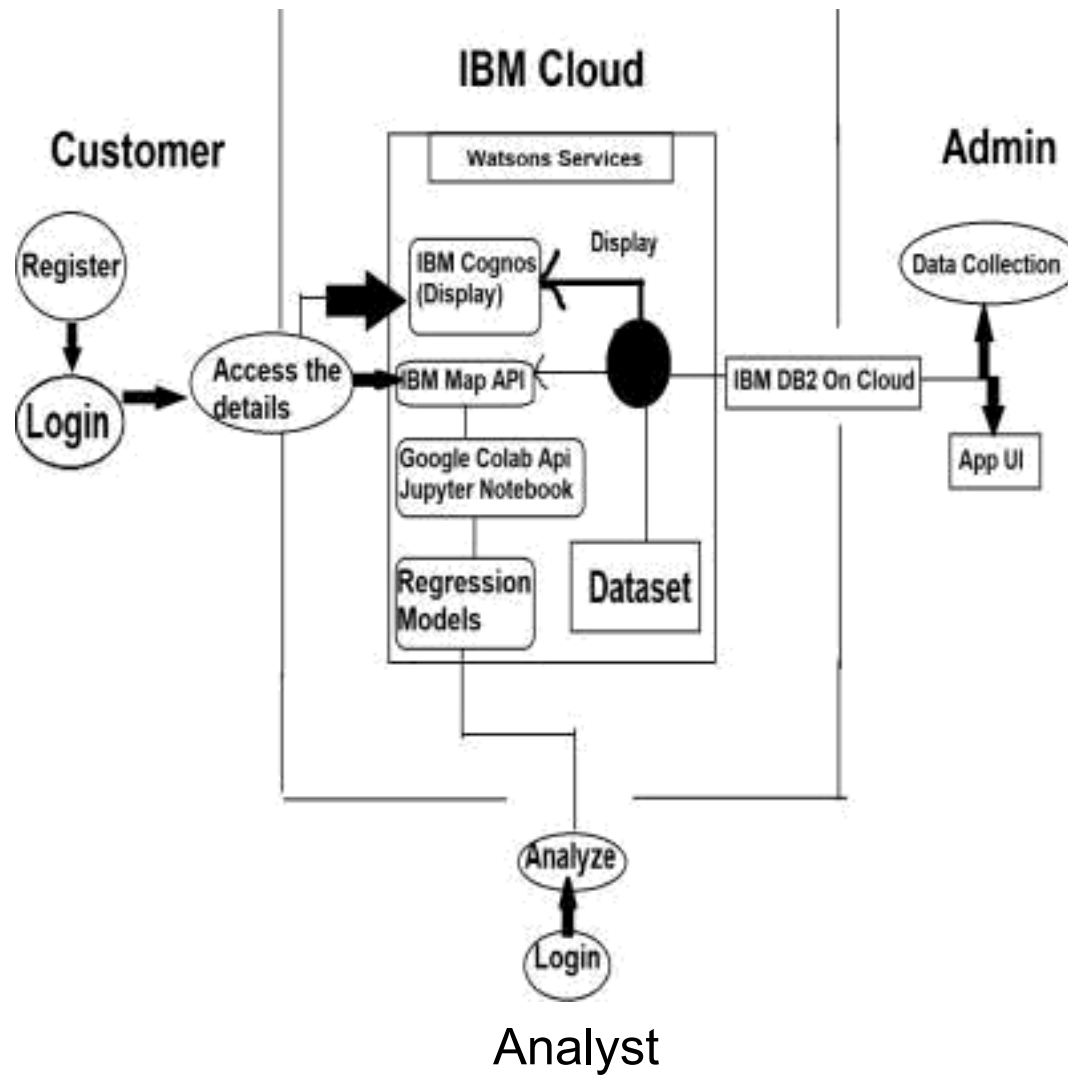 IBM Cloud
Customer
Admin
Watsons Services
Register
IBM Cognos
(Display)
Display
Data Collection
Access the
details
IBM Map API
IBM DB2 On Cloud
Login
Google Colab Api
Jupyter Notebook
App UI
Regression
Models
Dataset
Analyze
Login
Analyst